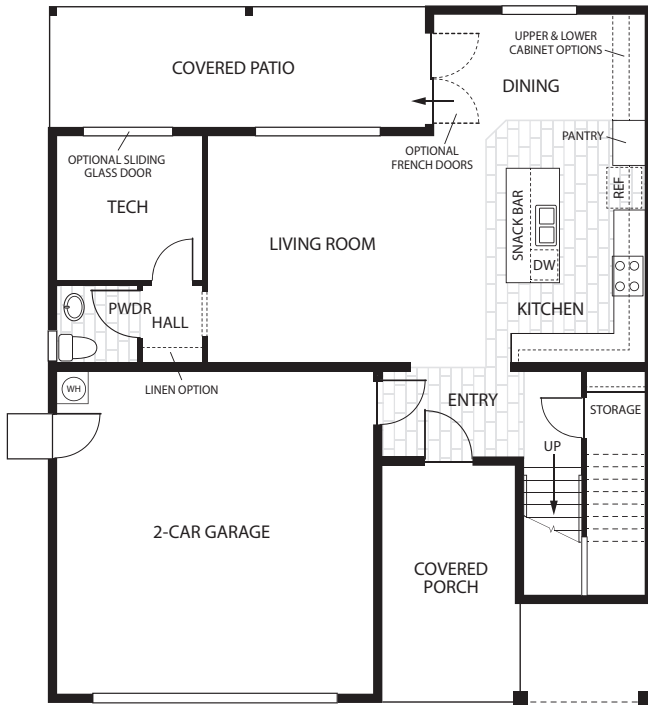 UPPER & LOWER
CABINET OPTIONS
COVERED PATIO
DINING
PANTRY
OPTIONAL SLIDING
GLASS DOOR
OPTIONAL
FRENCH DOORS
TECH
REF
SNACK BAR
LIVING ROOM
DW
PWDR
HALL
KITCHEN
LINEN OPTION
WH
ENTRY
STORAGE
UP
2-CAR GARAGE
COVERED
PORCH